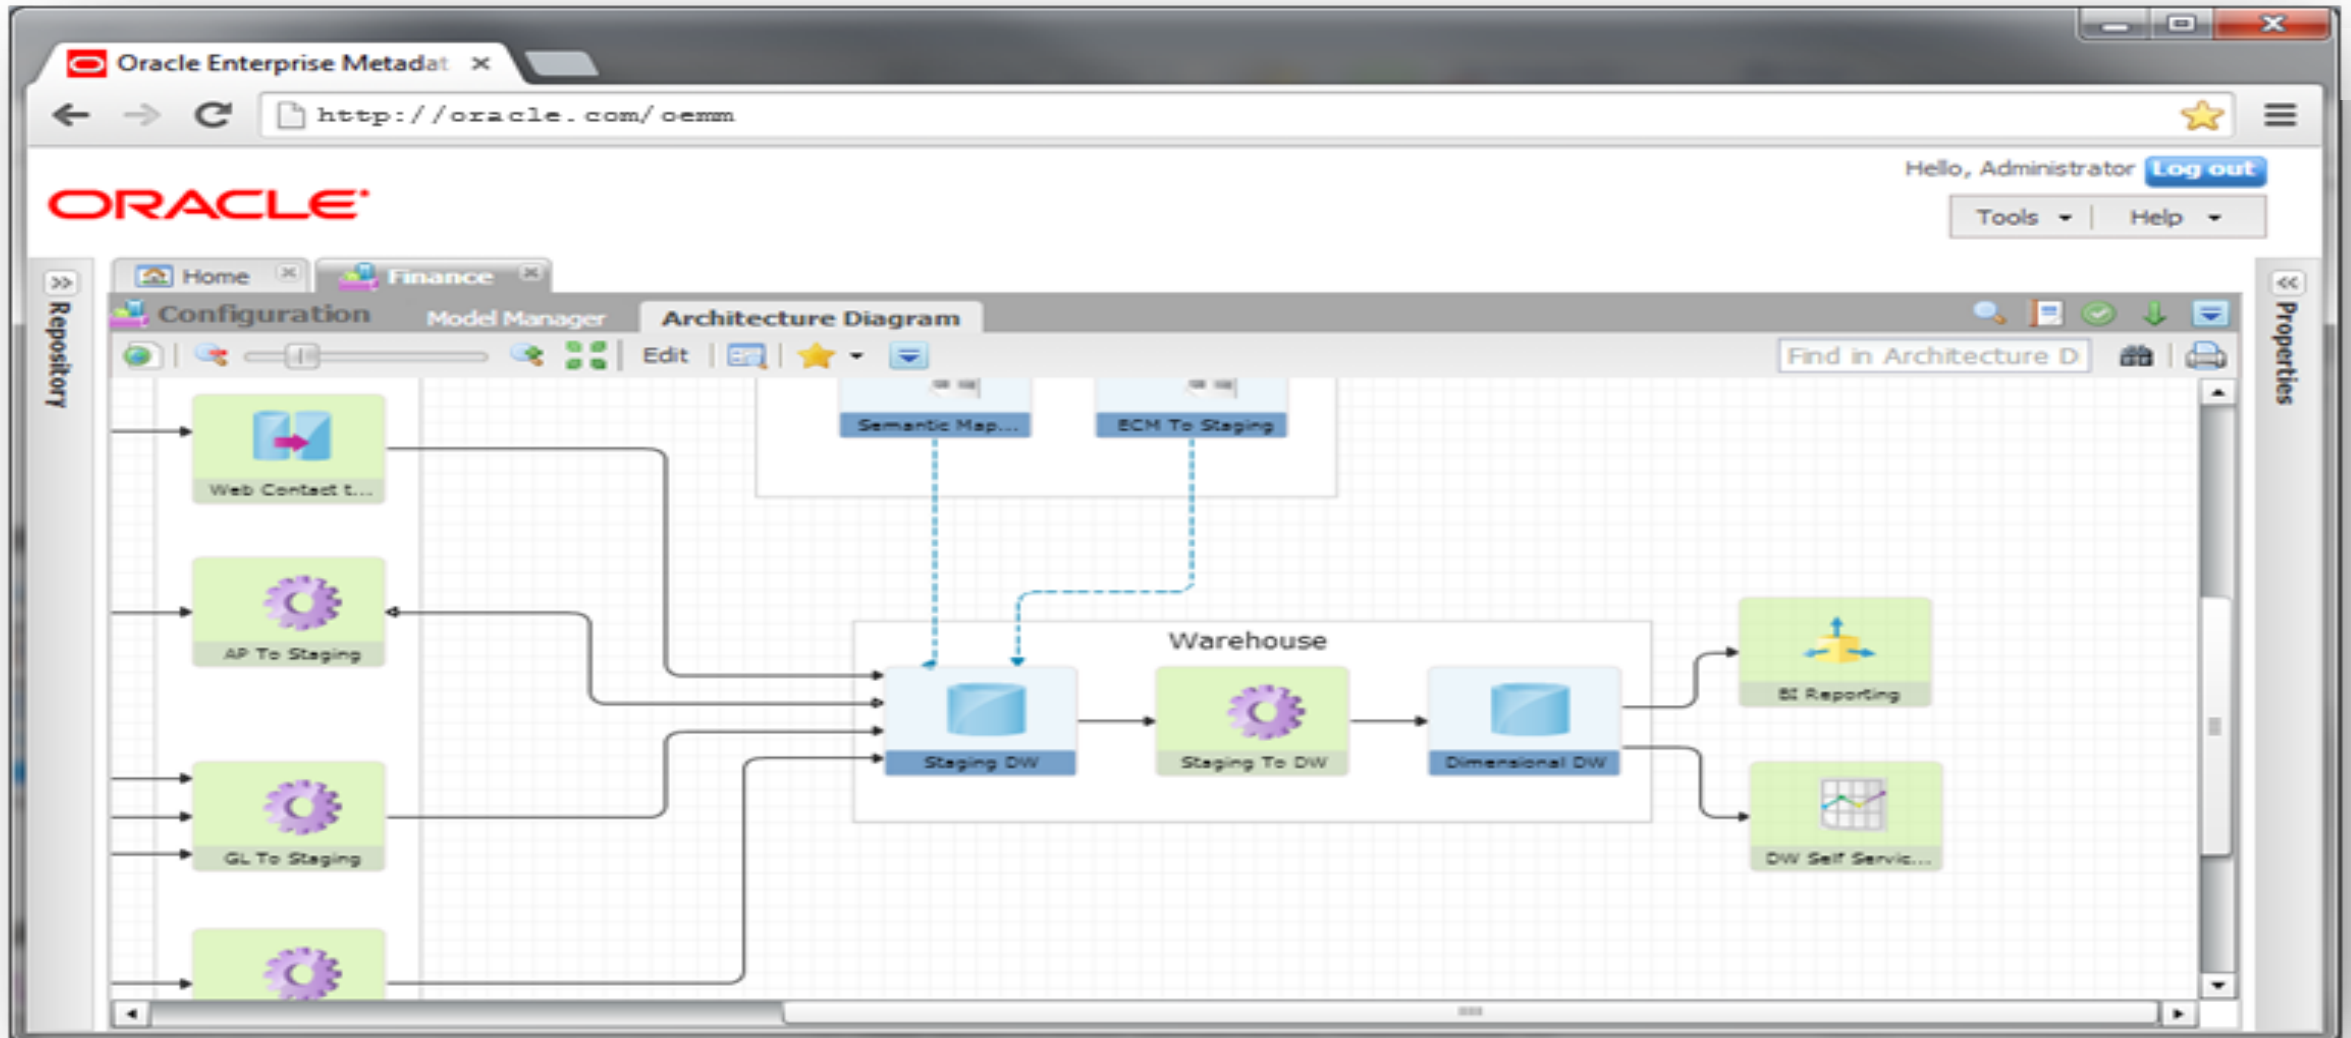 Oracle Enterprise Metadat
http://oracle.com/oemm
Hello, Administrator Log out
ORACLE
Tools Help
Repository
Home Finance
Configuration Model Manager Architecture Diagram
Edit Find in Architecture D
Properties
Semantic Map... ECM To Staging
Web Contact t...
AP To Staging
Warehouse
BI Reporting
Staging DW Staging To DW Dimensional DW
GL To Staging
DW Self Servic...